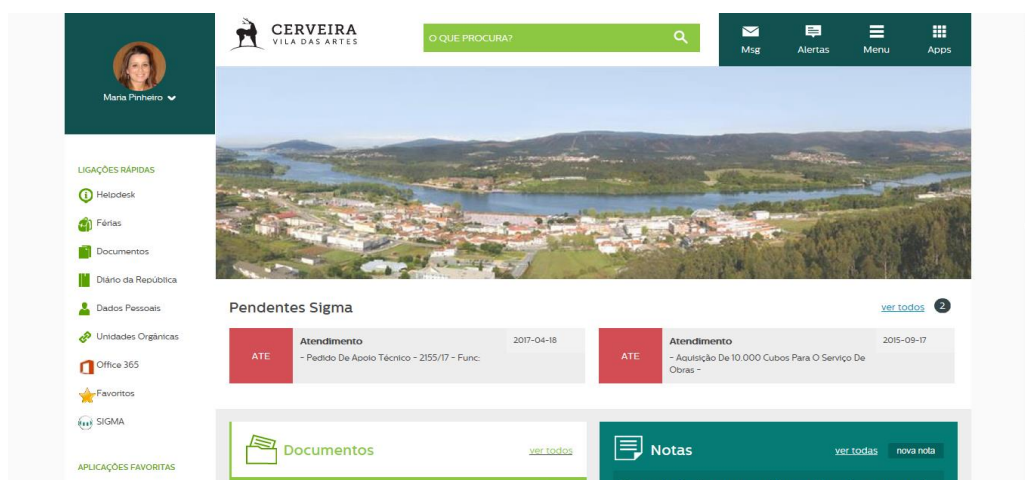 CERVEIRA
VILA DAS ARTES
O QUE PROCURA?
Msg
Alertas
Menu
Apps
Maria Pinheiro
LIGAÇÕES RÁPIDAS
Helpdesk
Férias
Documentos
Diário da República
Dados Pessoais
Unidades Orgânicas
Office 365
Favoritos
SIGMA
APLICAÇÕES FAVORITAS
Pendentes Sigma
ver todos 2
ATE
Atendimento
2017-04-18
- Pedido De Apoio Técnico - 2155/17 - Func:
ATE
Atendimento
2015-09-17
- Aquisição De 10.000 Cubos Para O Serviço De
Obras -
Documentos
ver todos
Notas
ver todas
nova nota